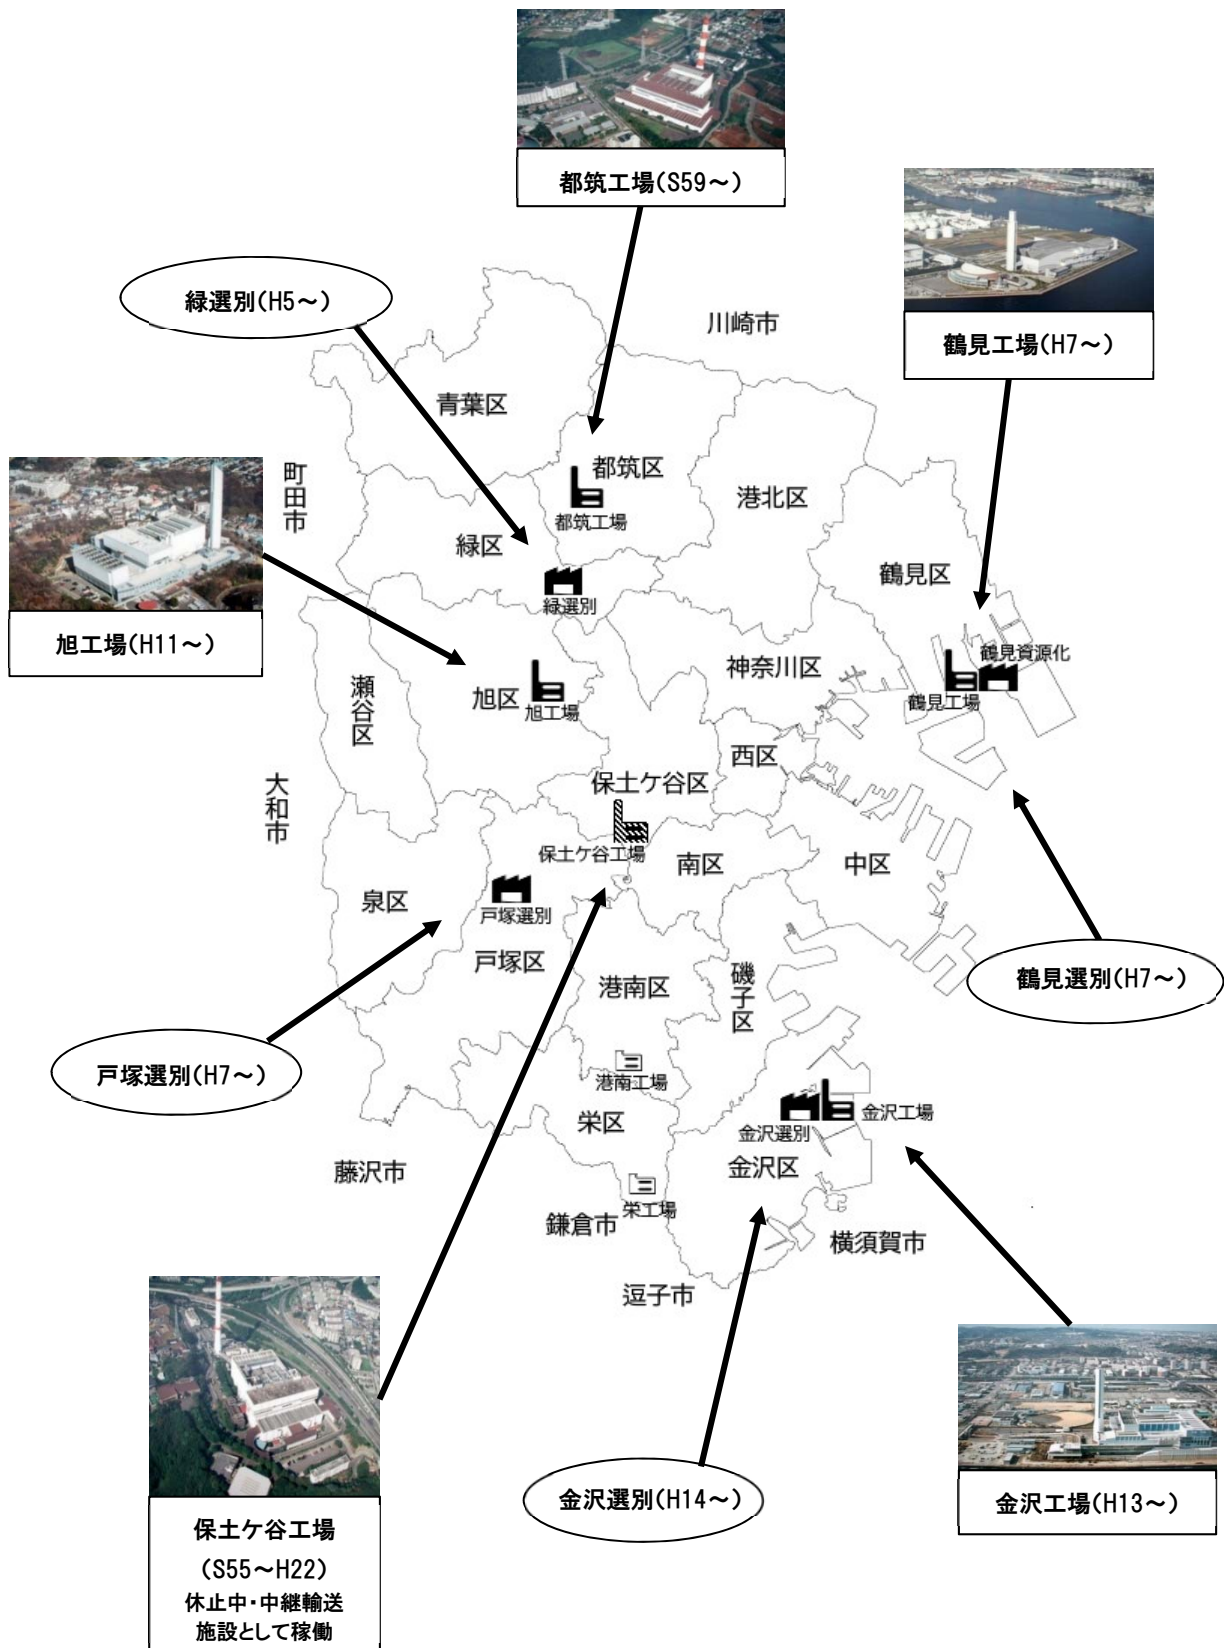 都筑工場(S59～)
鶴見工場(H7～)
緑選別(H5～)
川崎市
青葉区
町田市
都筑区
港北区
都筑工場
緑区
鶴見区
緑選別
旭工場(H11～)
鶴見資源化
神奈川区
瀬谷区
旭区
旭工場
鶴見工場
西区
大和市
保土ケ谷区
保土ケ谷工場
南区
中区
泉区
戸塚選別
戸塚区
港南区
磯子区
鶴見選別(H7～)
戸塚選別(H7～)
港南工場
栄区
金沢選別
金沢工場
金沢区
藤沢市
栄工場
鎌倉市
横須賀市
逗子市
金沢選別(H14～)
金沢工場(H13～)
保土ケ谷工場
(S55～H22)
休止中・中継輸送
施設として稼働